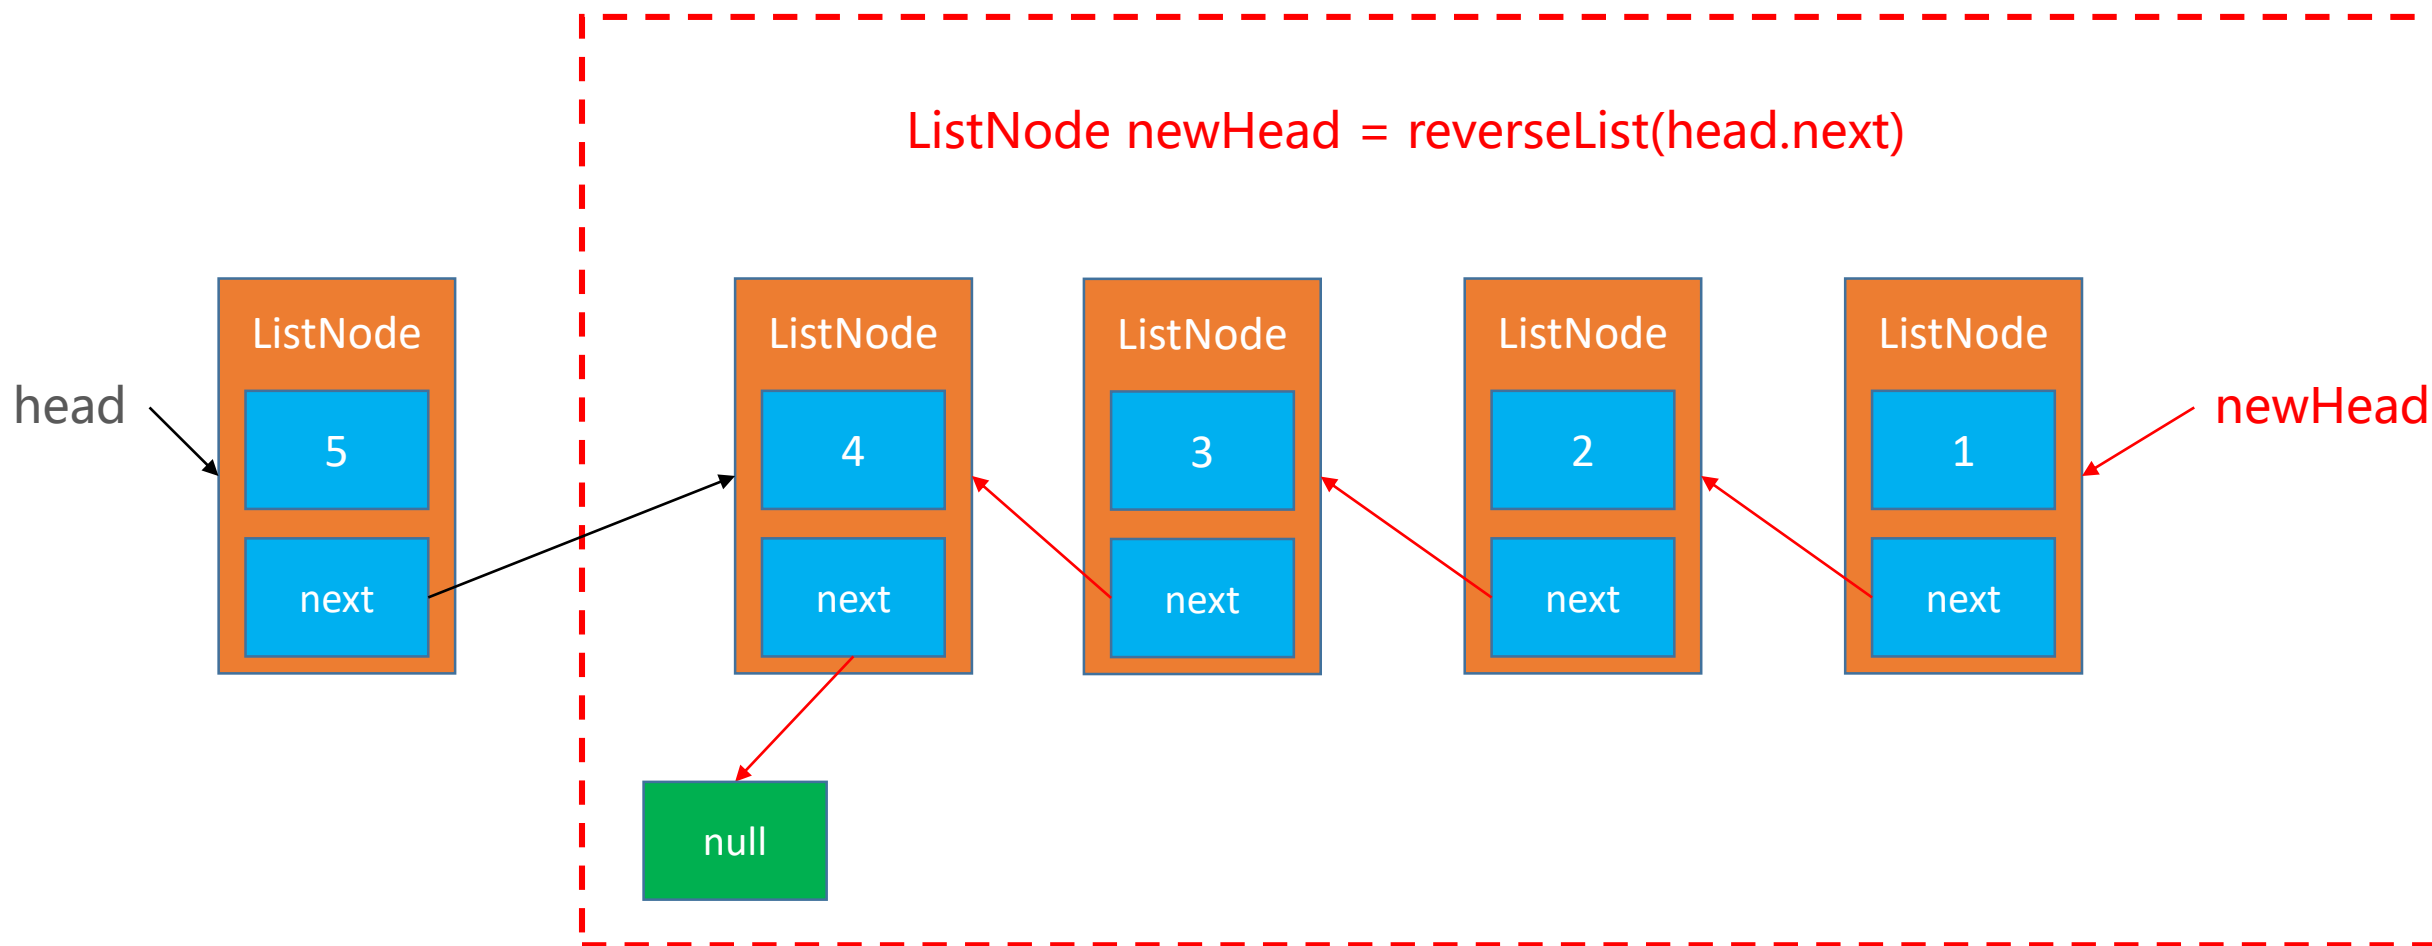 ListNode newHead = reverseList(head.next)
ListNode
ListNode
ListNode
ListNode
ListNode
head
newHead
5
4
3
2
1
next
next
next
next
next
null